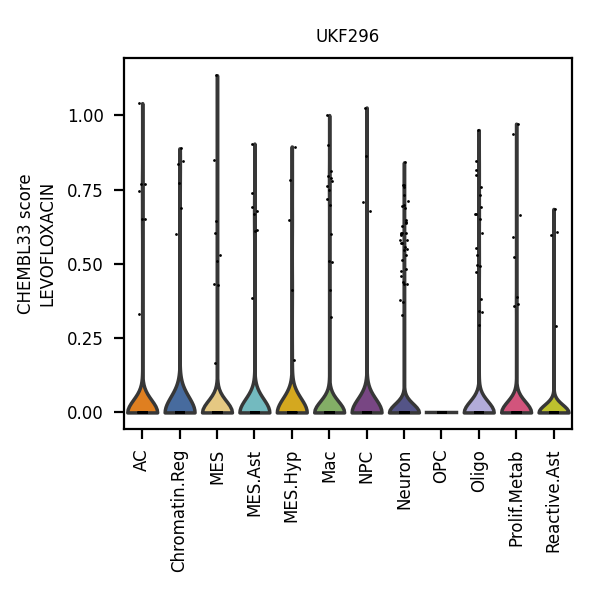 UKF296
CHEMBL33 score
LEVOFLOXACIN
1.00
0.75
0.50
0.25
0.00
AC
Chromatin.Reg
MES
MES.Ast
MES.Hyp
Mac
NPC
Neuron
OPC
Oligo
Prolif.Metab
Reactive.Ast